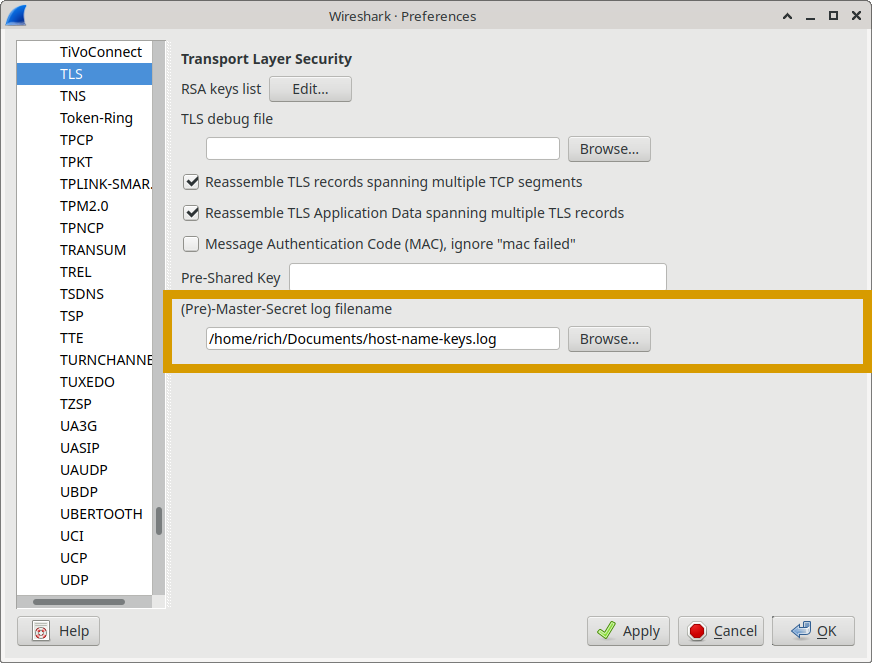 Wireshark · Preferences
TiVoConnect
TLS
TNS
Token-Ring
TPCP
TPKT
TPLINK-SMAR.
TPM2.0
TPNCP
TRANSUM
TREL
TSDNS
TSP
TTE
TURNCHANNE
TUXEDO
TZSP
UA3G
UASIP
UAUDP
UBDP
UBERTOOTH
UCI
UCP
UDP
Transport Layer Security
RSA keys list Edit...
TLS debug file
Browse...
Reassemble TLS records spanning multiple TCP segments
Reassemble TLS Application Data spanning multiple TLS records
Message Authentication Code (MAC), ignore "mac failed"
Pre-Shared Key
(Pre)-Master-Secret log filename
/home/rich/Documents/host-name-keys.log Browse...
Help Apply Cancel OK